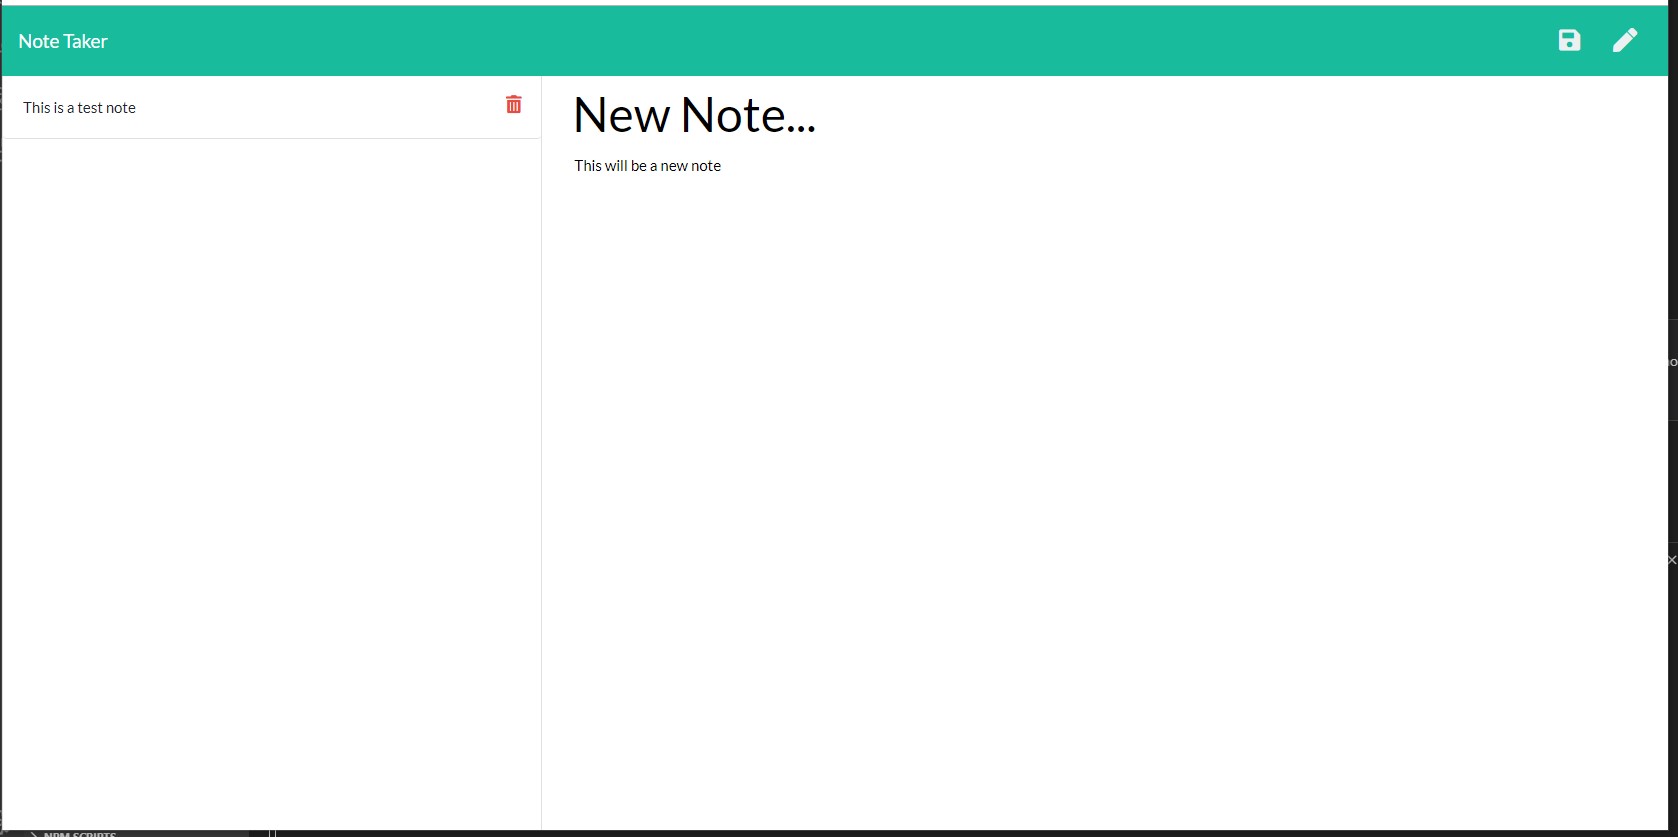 Note Taker
This is a test note
New Note...
This will be a new note
NPM SCRIPTS